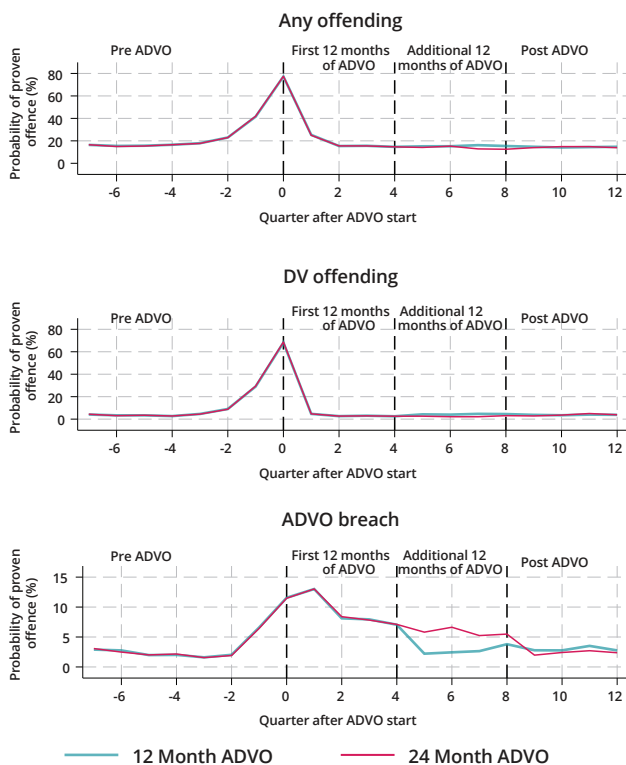 Any offending
Pre ADVO
First 12 months
of ADVO
Additional 12
months of ADVO
Post ADVO
Probability of proven
offence (%)
80
60
40
20
0
-6
-4
-2
0
2
4
6
8
10
12
Quarter after ADVO start
DV offending
Pre ADVO
First 12 months
of ADVO
Additional 12
months of ADVO
Post ADVO
Probability of proven
offence (%)
80
60
40
20
0
-6
-4
-2
0
2
4
6
8
10
12
Quarter after ADVO start
ADVO breach
Pre ADVO
First 12 months
of ADVO
Additional 12
months of ADVO
Post ADVO
Probability of proven
offence (%)
15
10
5
0
-6
-4
-2
0
2
4
6
8
10
12
Quarter after ADVO start
12 Month ADVO
24 Month ADVO